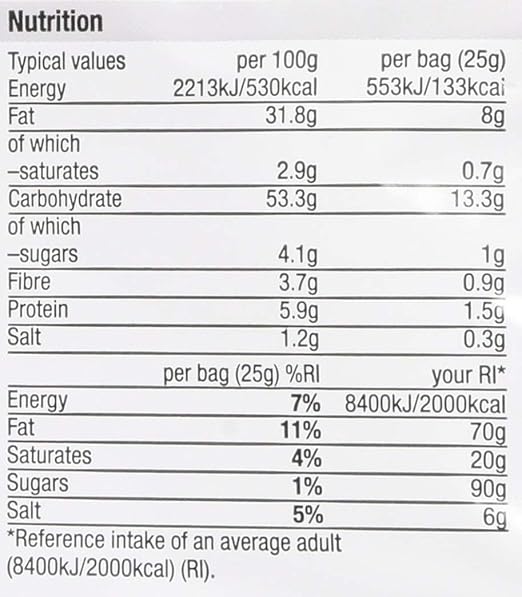 Nutrition
Typical values per 100g per bag (25g)
Energy 2213kJ/530kcal 553kJ/133kcal
Fat 31.8g 8g
of which
–saturates 2.9g 0.7g
Carbohydrate 53.3g 13.3g
of which
–sugars 4.1g 1g
Fibre 3.7g 0.9g
Protein 5.9g 1.5g
Salt 1.2g 0.3g
per bag (25g) %RI your RI*
Energy 7% 8400kJ/2000kcal
Fat 11% 70g
Saturates 4% 20g
Sugars 1% 90g
Salt 5% 6g
*Reference intake of an average adult
(8400kJ/2000kcal) (RI).